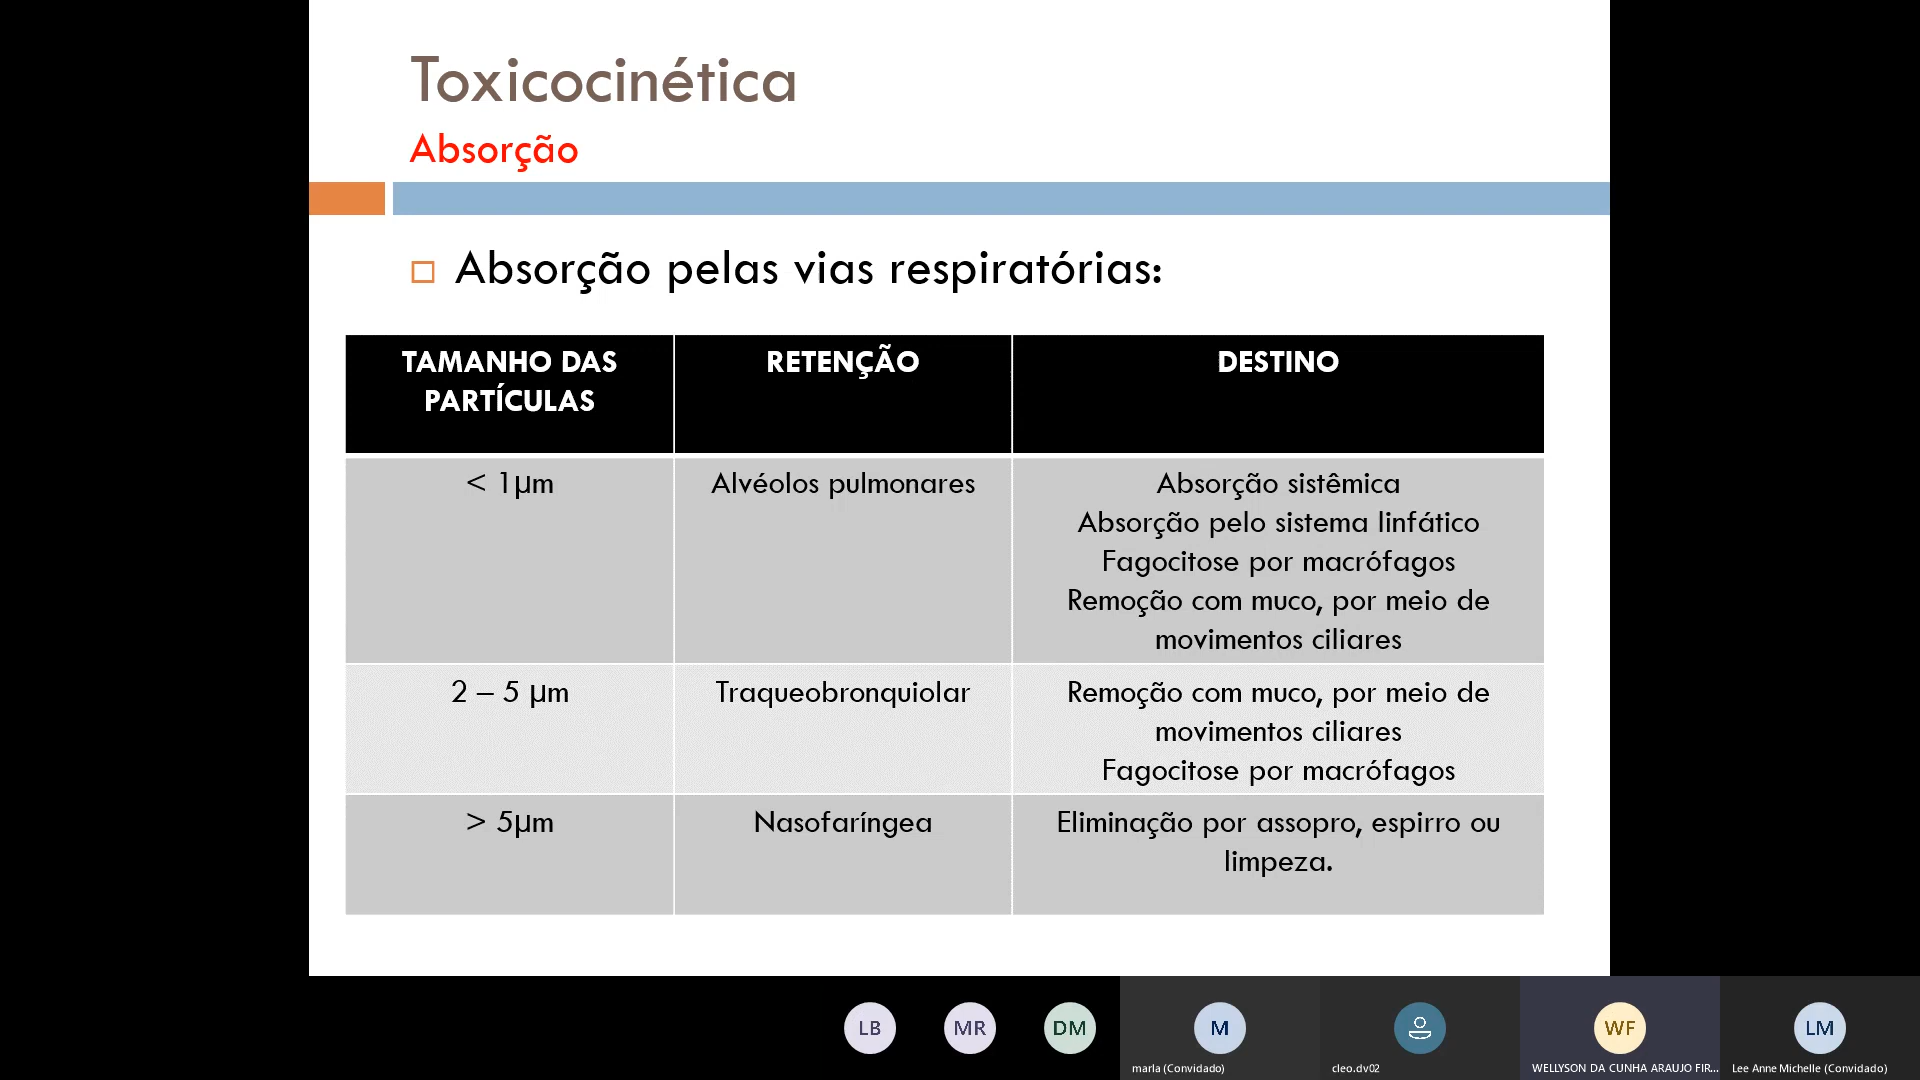 Toxicocinética
Absorção
Absorção pelas vias respiratórias:
TAMANHO DAS
PARTÍCULAS
RETENÇÃO
DESTINO
< 1µm
Alvéolos pulmonares
Absorção sistêmica
Absorção pelo sistema linfático
Fagocitose por macrófagos
Remoção com muco, por meio de
movimentos ciliares
2 – 5 µm
Traqueobronquiolar
Remoção com muco, por meio de
movimentos ciliares
Fagocitose por macrófagos
> 5µm
Nasofaríngea
Eliminação por assopro, espirro ou
limpeza.
LB
MR
DM
M
WF
LM
marla (Convidado)
cleo.dv02
WELLYSON DA CUNHA ARAUJO FIR...
Lee Anne Michelle (Convidado)